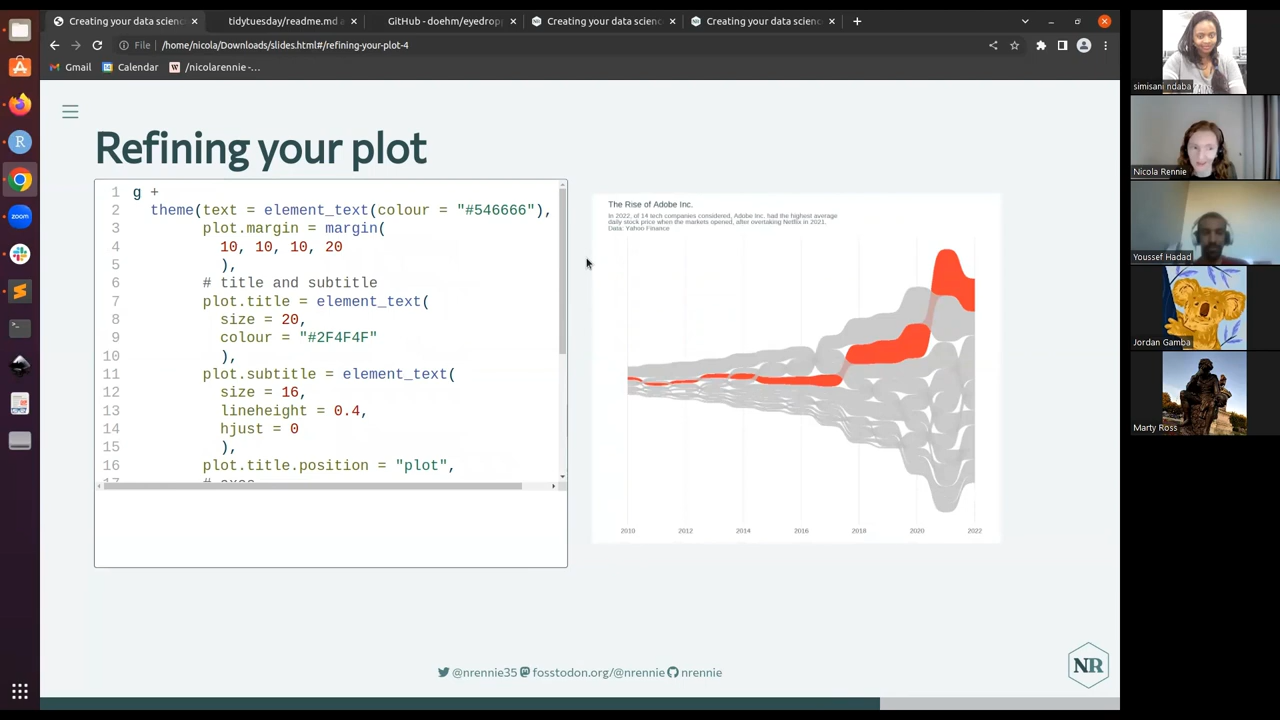 Creating your data scienc
tidytuesday/readme.md a
GitHub - doehm/eyedropp
Creating your data scienc
Creating your data scienc
File /home/nicola/Downloads/slides.html#/refining-your-plot-4
Gmail Calendar /nicolarennie -…
Refining your plot
1 g +
2 theme(text = element_text(colour = "#546666"),
3 plot.margin = margin(
4 10, 10, 10, 20
5 ),
6 # title and subtitle
7 plot.title = element_text(
8 size = 20,
9 colour = "#2F4F4F"
10 ),
11 plot.subtitle = element_text(
12 size = 16,
13 lineheight = 0.4,
14 hjust = 0
15 ),
16 plot.title.position = "plot",
The Rise of Adobe Inc.
In 2022, of 14 tech companies considered, Adobe Inc. had the highest average
daily stock price when the markets opened, after overtaking Netflix in 2021.
Data: Yahoo Finance
2010 2012 2014 2016 2018 2020 2022
@nrennie35 fosstodon.org/@nrennie nrennie
NR
simisani ndaba
Nicola Rennie
Youssef Hadad
Jordan Gamba
Marty Ross
zoom